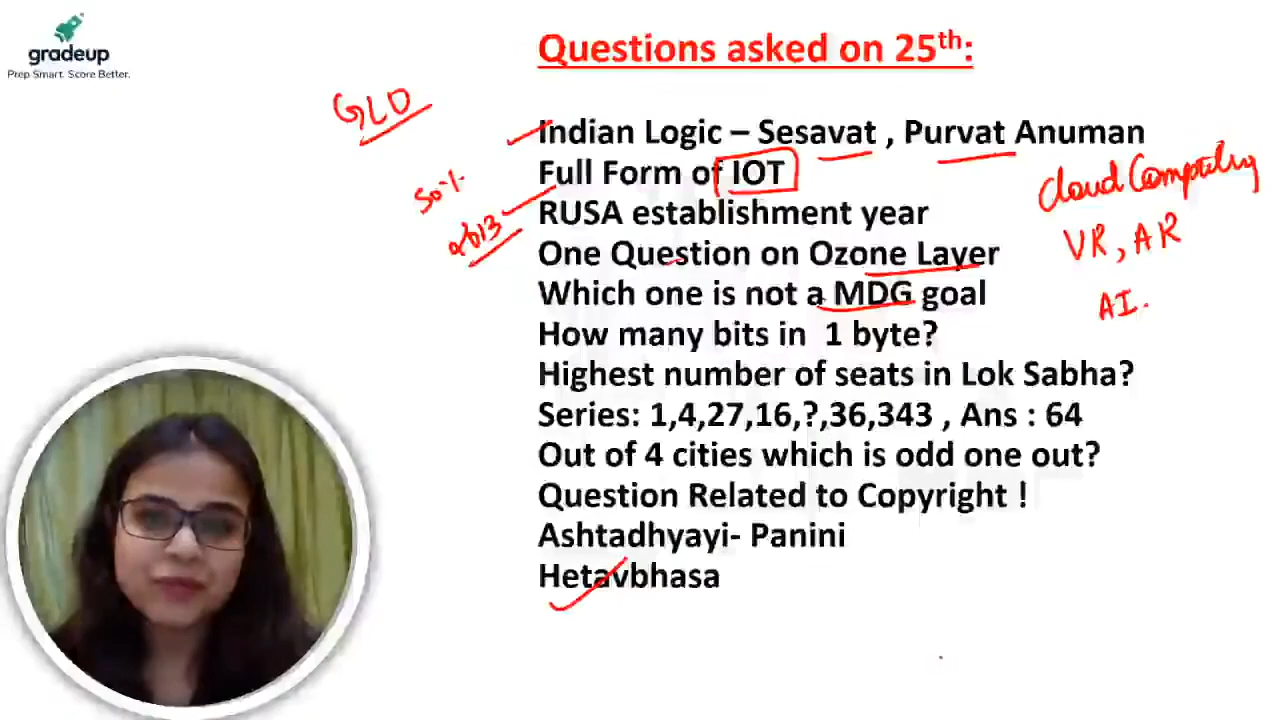 gradeup
Prep Smart. Score Better.
Questions asked on 25th:
GLD
Indian Logic – Sesavat , Purvat Anuman
Full Form of IOT
50%
Cloud Computing
RUSA establishment year
2013
VR, AR
One Question on Ozone Layer
Which one is not a MDG goal
AI.
How many bits in 1 byte?
Highest number of seats in Lok Sabha?
Series: 1,4,27,16,?,36,343 , Ans : 64
Out of 4 cities which is odd one out?
Question Related to Copyright !
Ashtadhyayi- Panini
Hetavbhasa